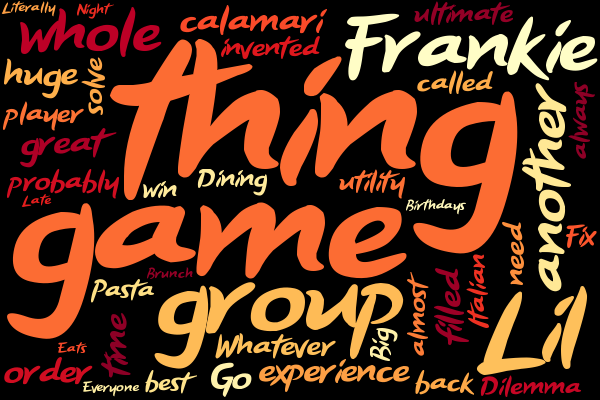 Literally
Night
whole
calamari
invented
ultimate
Frankie
huge
solve
called
thing
player
great
probably
Late
win
Dining
utility
Birthdays
another
always
game
Fix
Brunch
Pasta
group
Whatever
Big
almost
filled
Italian
need
Lil
Eats
time
order
Everyone
best
Go
experience
back
Dilemma